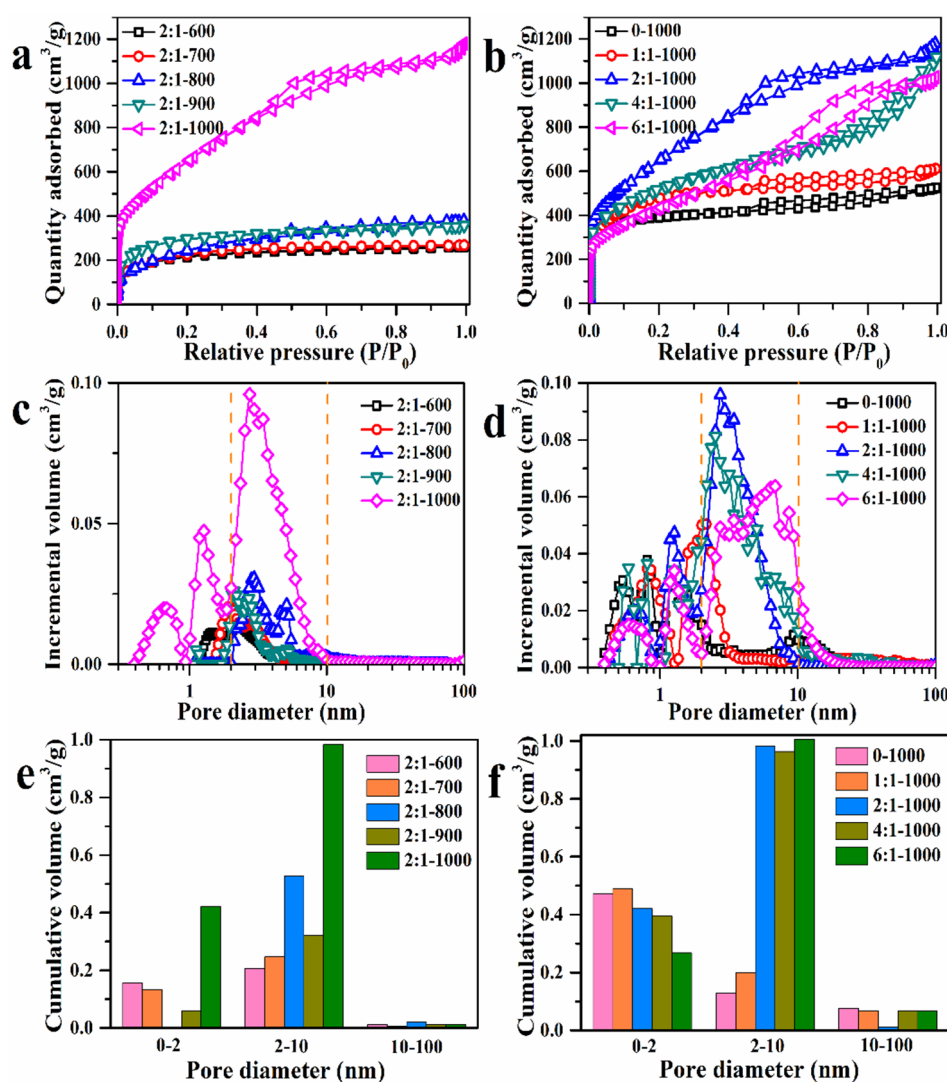 a
Quantity adsorbed (cm³/g)
1200
1000
800
600
400
200
0
2:1-600
2:1-700
2:1-800
2:1-900
2:1-1000
0.0 0.2 0.4 0.6 0.8 1.0
Relative pressure (P/P₀)
b
Quantity adsorbed (cm³/g)
1200
1000
800
600
400
200
0
0-1000
1:1-1000
2:1-1000
4:1-1000
6:1-1000
0.0 0.2 0.4 0.6 0.8 1.0
Relative pressure (P/P₀)
c
Incremental volume (cm³/g)
0.10
0.05
0.00
2:1-600
2:1-700
2:1-800
2:1-900
2:1-1000
1 10 100
Pore diameter (nm)
d
Incremental volume (cm³/g)
0.10
0.08
0.06
0.04
0.02
0.00
0-1000
1:1-1000
2:1-1000
4:1-1000
6:1-1000
1 10 100
Pore diameter (nm)
e
Cumulative volume (cm³/g)
1.0
0.8
0.6
0.4
0.2
0.0
2:1-600
2:1-700
2:1-800
2:1-900
2:1-1000
0-2 2-10 10-100
Pore diameter (nm)
f
Cumulative volume (cm³/g)
1.0
0.8
0.6
0.4
0.2
0.0
0-1000
1:1-1000
2:1-1000
4:1-1000
6:1-1000
0-2 2-10 10-100
Pore diameter (nm)